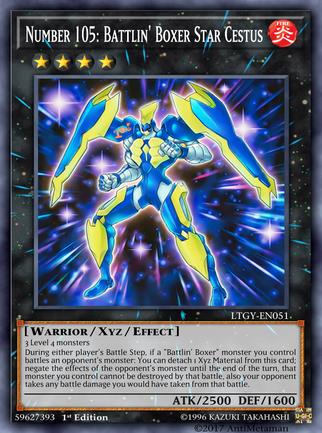 Number 105: Battlin' Boxer Star Cestus
FIRE
炎
LTGY-EN051
[Warrior/Xyz/Effect]
3 Level 4 monsters
During either player's Battle Step, if a "Battlin' Boxer" monster you control
battles an opponent's monster: You can detach 1 Xyz Material from this card;
negate the effects of the opponent's monster until the end of the turn, that
monster you control cannot be destroyed by that battle, also your opponent
takes any battle damage you would have taken from that battle.
ATK/2500 DEF/1600
59627393 1st Edition ©1996 KAZUKI TAKAHASHI
©2017 AntiMetaman